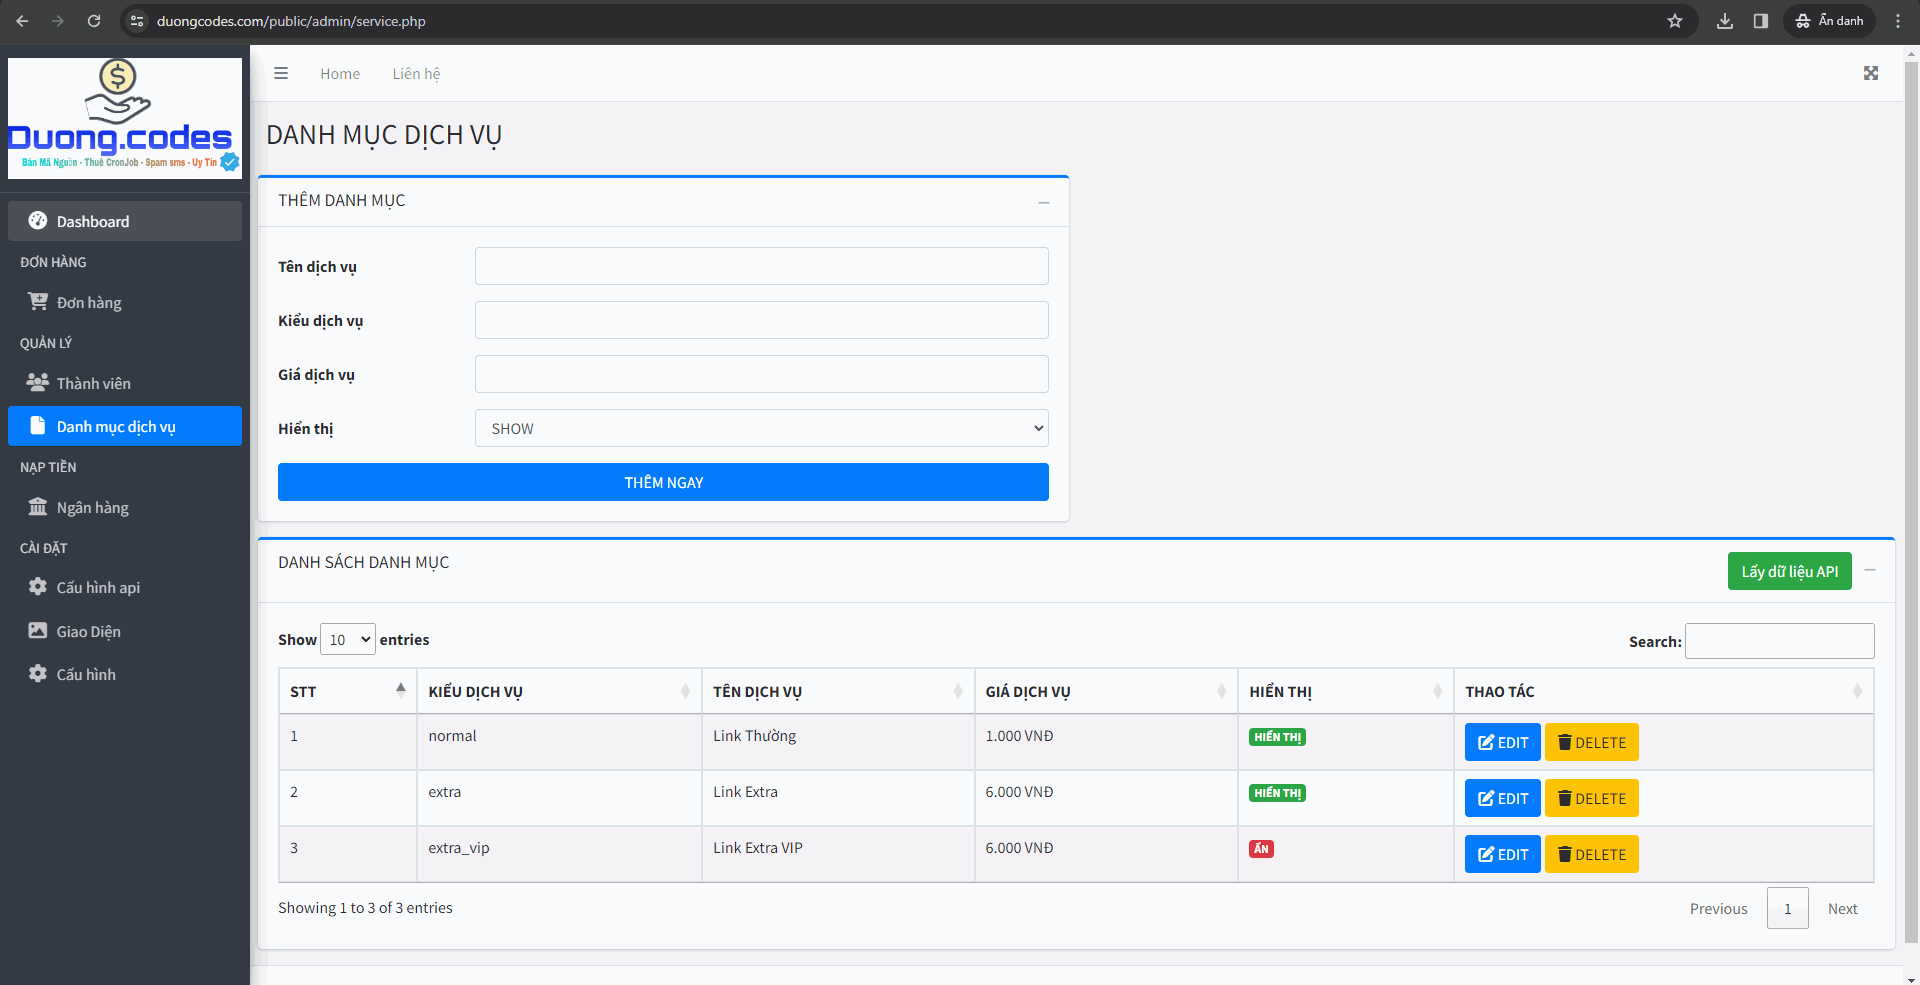 duongcodes.com/public/admin/service.php
Ẩn danh
Duong.codes
Bán Mã Nguồn - Thuê CronJob - Spam sms - Uy Tín
Home
Liên hệ
Dashboard
ĐƠN HÀNG
Đơn hàng
QUẢN LÝ
Thành viên
Danh mục dịch vụ
NẠP TIỀN
Ngân hàng
CÀI ĐẶT
Cấu hình api
Giao Diện
Cấu hình
DANH MỤC DỊCH VỤ
THÊM DANH MỤC
Tên dịch vụ
Kiểu dịch vụ
Giá dịch vụ
Hiển thị SHOW
THÊM NGAY
DANH SÁCH DANH MỤC
Lấy dữ liệu API
Show 10 entries
Search:
STT KIỂU DỊCH VỤ TÊN DỊCH VỤ GIÁ DỊCH VỤ HIỂN THỊ THAO TÁC
1 normal Link Thường 1.000 VNĐ HIỂN THỊ EDIT DELETE
2 extra Link Extra 6.000 VNĐ HIỂN THỊ EDIT DELETE
3 extra_vip Link Extra VIP 6.000 VNĐ ẨN EDIT DELETE
Showing 1 to 3 of 3 entries
Previous 1 Next